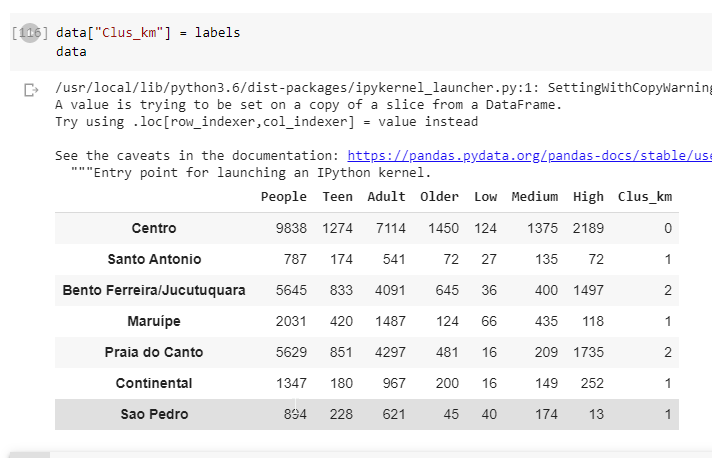 [116] data["Clus_km"] = labels
data
/usr/local/lib/python3.6/dist-packages/ipykernel_launcher.py:1: SettingWithCopyWarning
A value is trying to be set on a copy of a slice from a DataFrame.
Try using .loc[row_indexer,col_indexer] = value instead
See the caveats in the documentation: https://pandas.pydata.org/pandas-docs/stable/use
"""Entry point for launching an IPython kernel.
People Teen Adult Older Low Medium High Clus_km
Centro 9838 1274 7114 1450 124 1375 2189 0
Santo Antonio 787 174 541 72 27 135 72 1
Bento Ferreira/Jucutuquara 5645 833 4091 645 36 400 1497 2
Maruípe 2031 420 1487 124 66 435 118 1
Praia do Canto 5629 851 4297 481 16 209 1735 2
Continental 1347 180 967 200 16 149 252 1
Sao Pedro 894 228 621 45 40 174 13 1